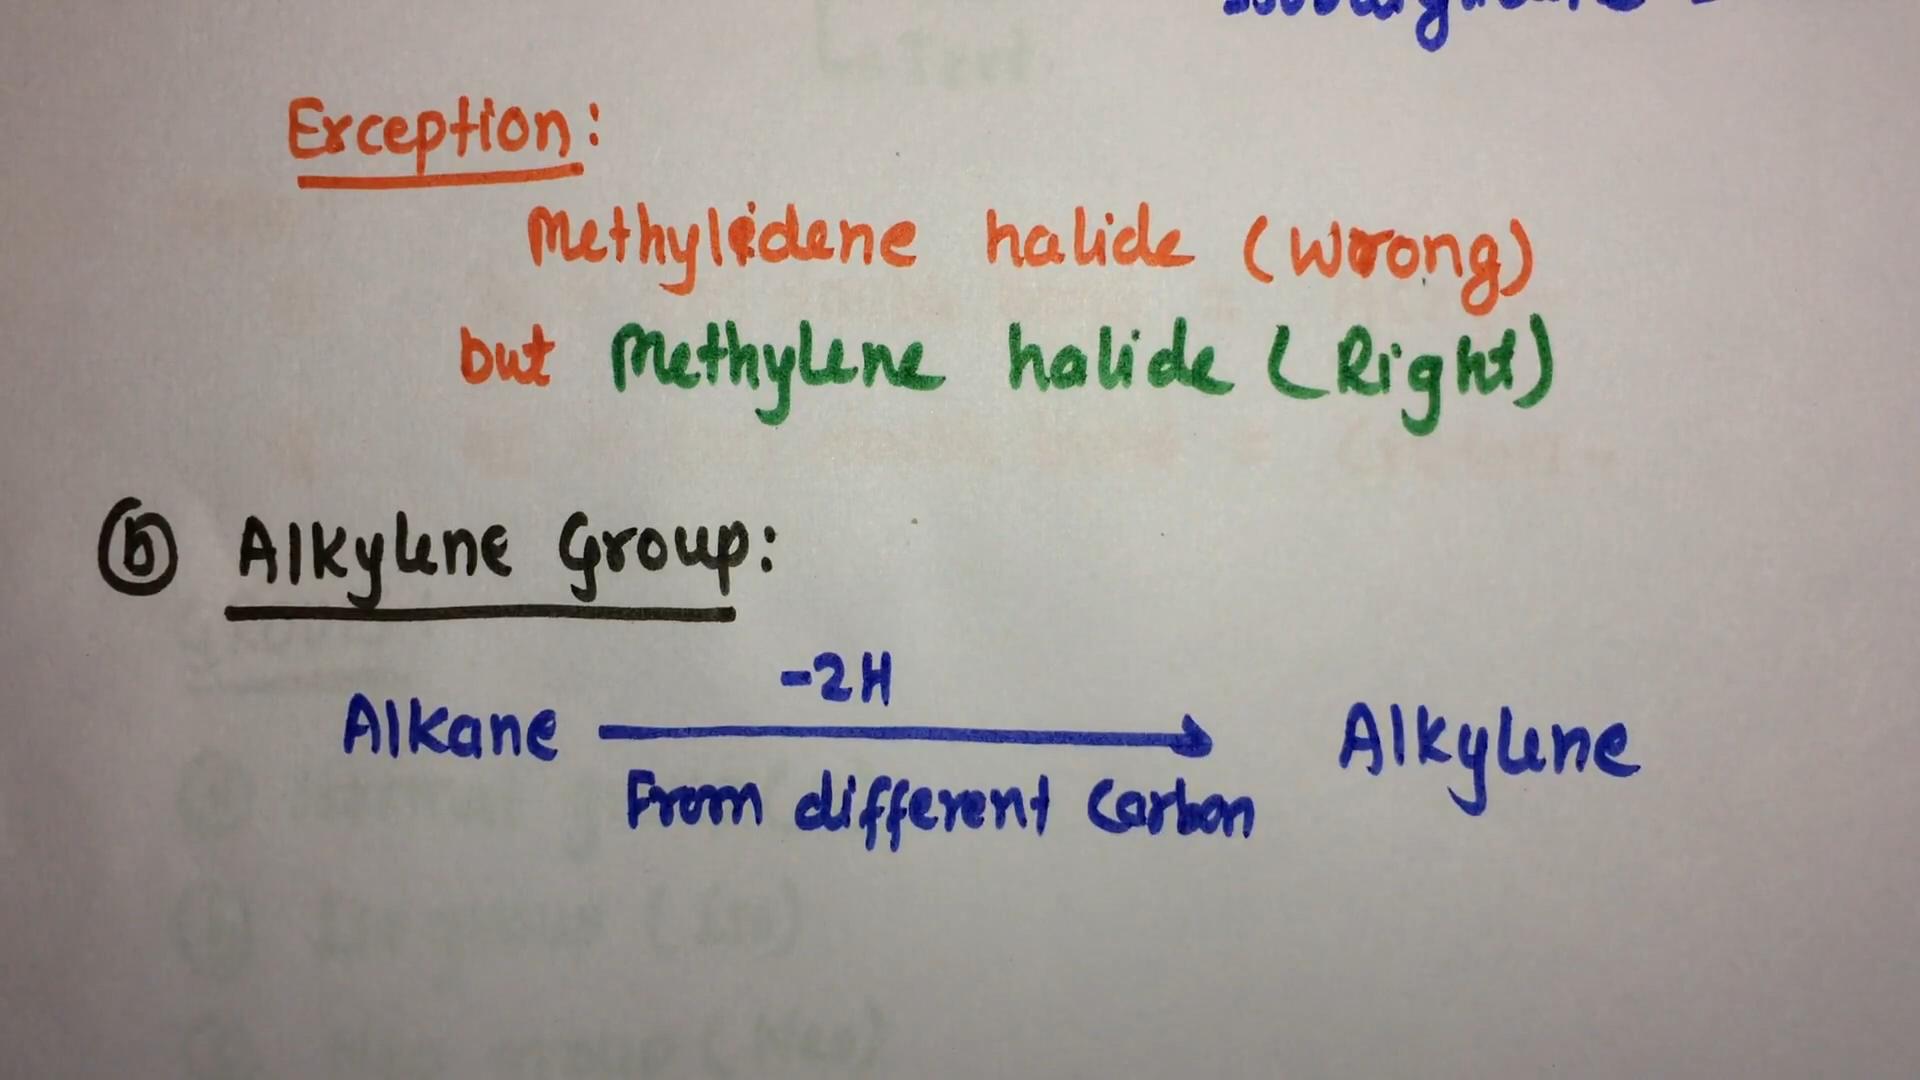 Exception:
Methylidene halide (Wrong)
but Methylene halide (Right)
b Alkylene Group:
-2H
Alkane → Alkylene
From different Carbon